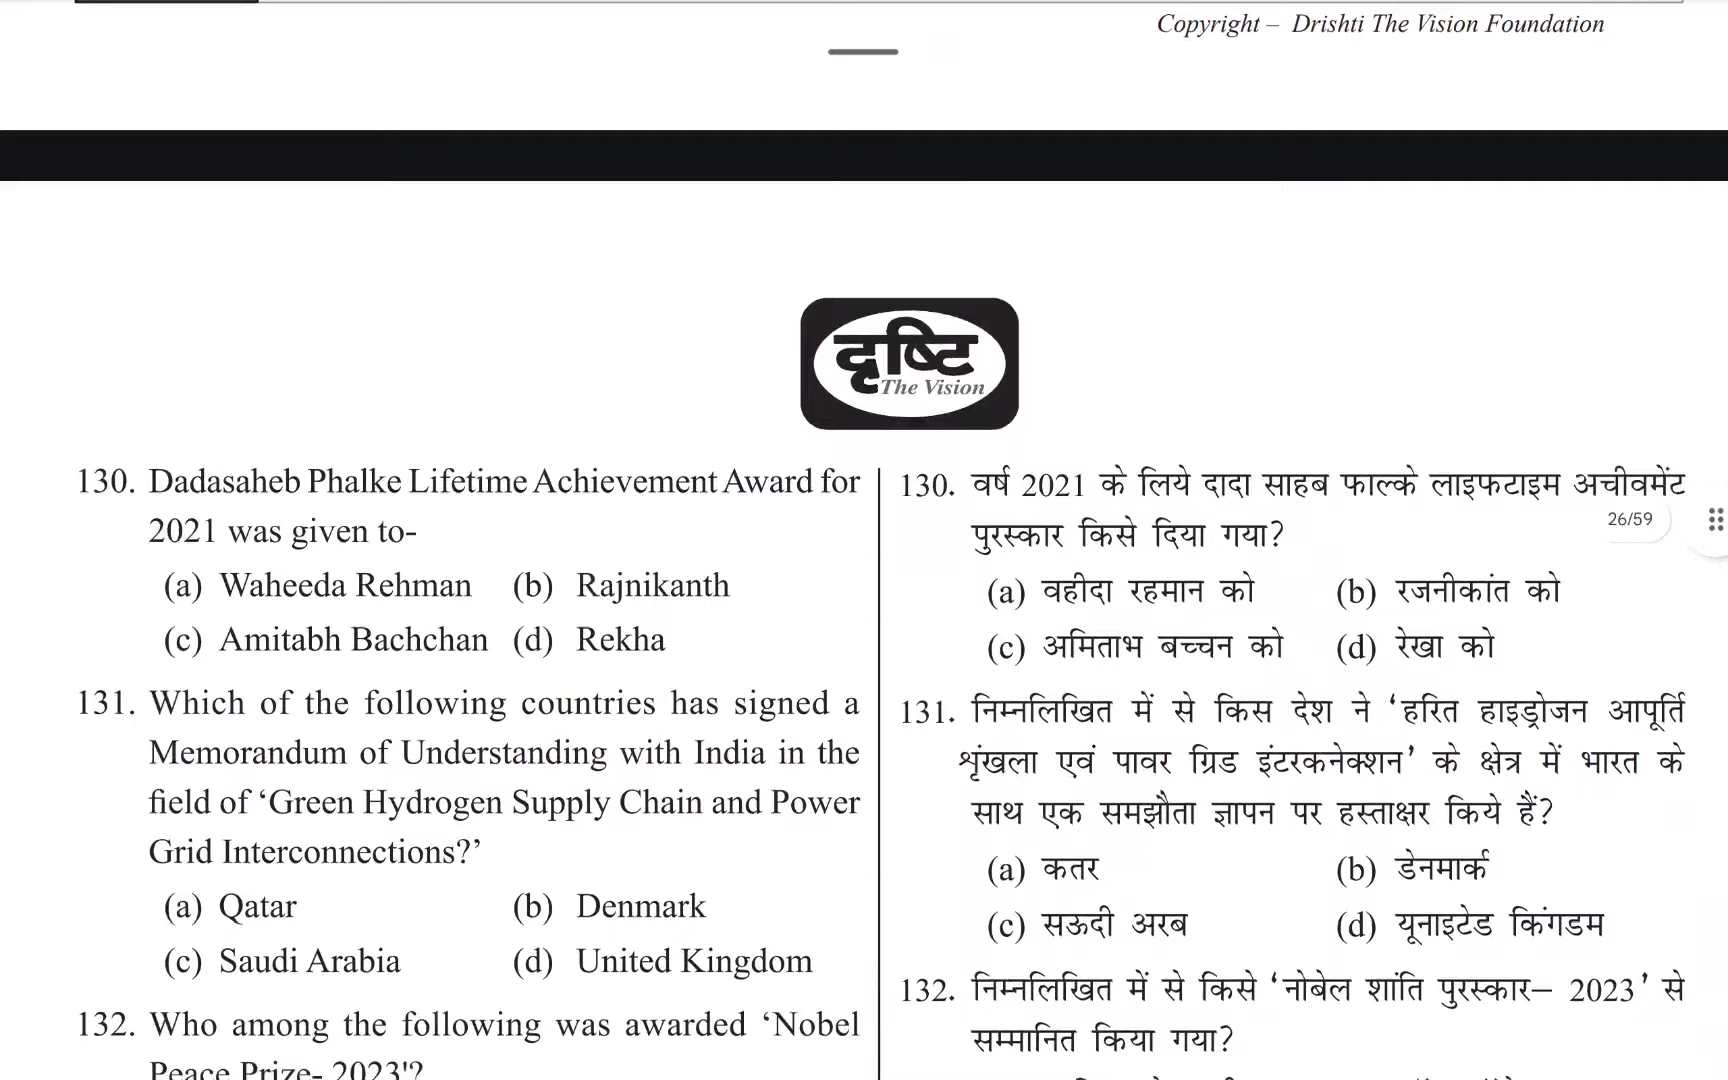 Copyright – Drishti The Vision Foundation
दृष्टि
The Vision
130. Dadasaheb Phalke Lifetime Achievement Award for
2021 was given to-
(a) Waheeda Rehman (b) Rajnikanth
(c) Amitabh Bachchan (d) Rekha
131. Which of the following countries has signed a
Memorandum of Understanding with India in the
field of ‘Green Hydrogen Supply Chain and Power
Grid Interconnections?’
(a) Qatar (b) Denmark
(c) Saudi Arabia (d) United Kingdom
132. Who among the following was awarded ‘Nobel
Peace Prize- 2023'?
130. वर्ष 2021 के लिये दादा साहब फाल्के लाइफटाइम अचीवमेंट
पुरस्कार किसे दिया गया?
26/59
(a) वहीदा रहमान को (b) रजनीकांत को
(c) अमिताभ बच्चन को (d) रेखा को
131. निम्नलिखित में से किस देश ने ‘हरित हाइड्रोजन आपूर्ति
शृंखला एवं पावर ग्रिड इंटरकनेक्शन’ के क्षेत्र में भारत के
साथ एक समझौता ज्ञापन पर हस्ताक्षर किये हैं?
(a) कतर (b) डेनमार्क
(c) सऊदी अरब (d) यूनाइटेड किंगडम
132. निम्नलिखित में से किसे ‘नोबेल शांति पुरस्कार– 2023’ से
सम्मानित किया गया?